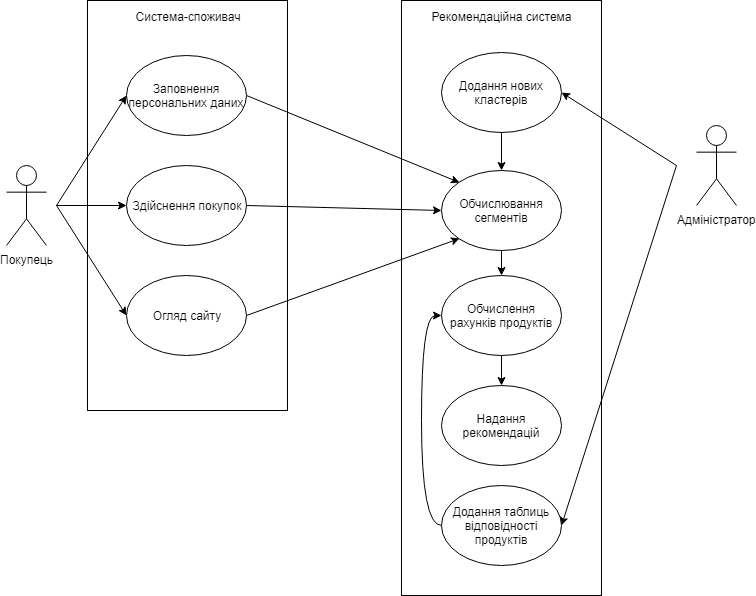 Система-споживач
Рекомендаційна система
Заповнення
персональних даних
Здійснення покупок
Огляд сайту
Покупець
Додання нових
кластерів
Обчислювання
сегментів
Обчислення
рахунків продуктів
Надання
рекомендацій
Додання таблиць
відповідності
продуктів
Адміністратор